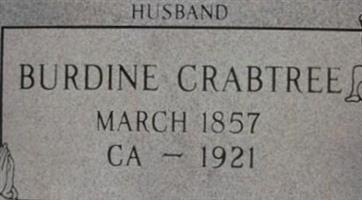 HUSBAND
BURDINE CRABTREE
MARCH 1857
CA ~ 1921